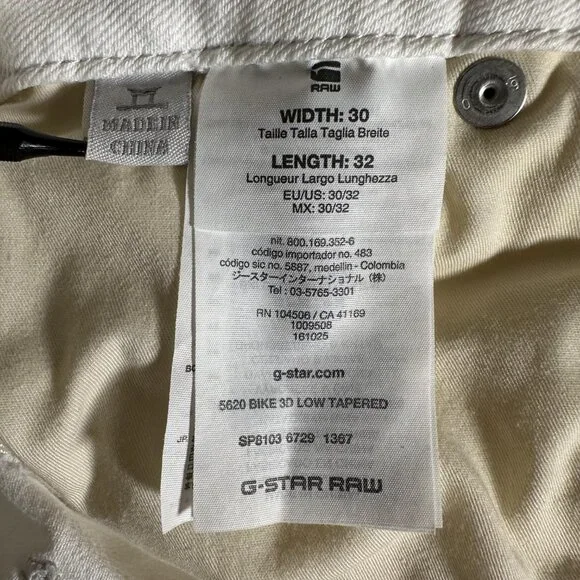 MADE IN
CHINA
RAW
WIDTH: 30
Taille Talla Taglia Breite
LENGTH: 32
Longueur Largo Lunghezza
EU/US: 30/32
MX: 30/32
nit. 800.169.352-6
código importador no. 483
código sic no. 5887, medellin - Colombia
ジースターインターナショナル(株)
Tel : 03-5765-3301
RN 104506 / CA 41169
1009508
161025
g-star.com
5620 BIKE 3D LOW TAPERED
SP8103 6729 1367
G-STAR RAW